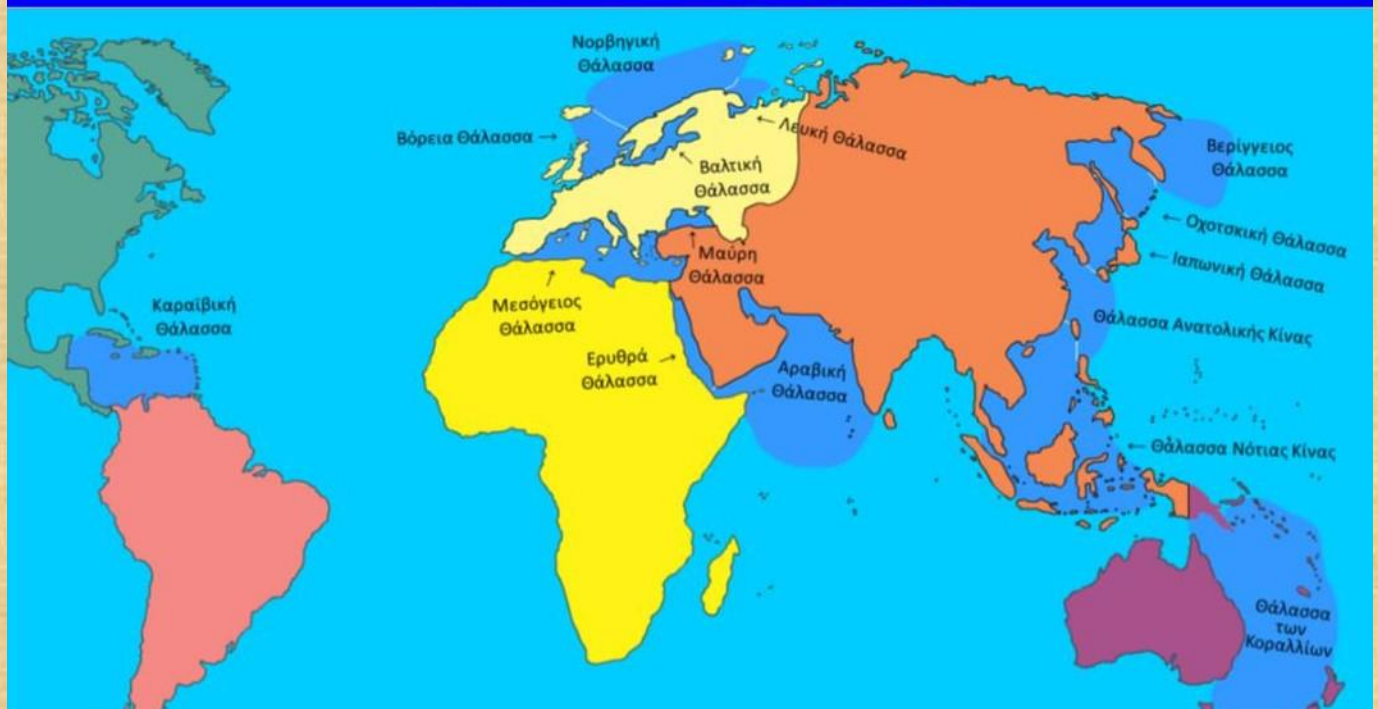 Νορβηγική
Θάλασσα
Βόρεια Θάλασσα
Λευκή Θάλασσα
Βαλτική
Θάλασσα
Βερίγγειος
Θάλασσα
Οχοτσκική Θάλασσα
Ιαπωνική Θάλασσα
Μαύρη
Θάλασσα
Καραϊβική
Θάλασσα
Μεσόγειος
Θάλασσα
Θάλασσα Ανατολικής Κίνας
Ερυθρά
Θάλασσα
Αραβική
Θάλασσα
Θάλασσα Νότιας Κίνας
Θάλασσα
των
Κοραλλίων